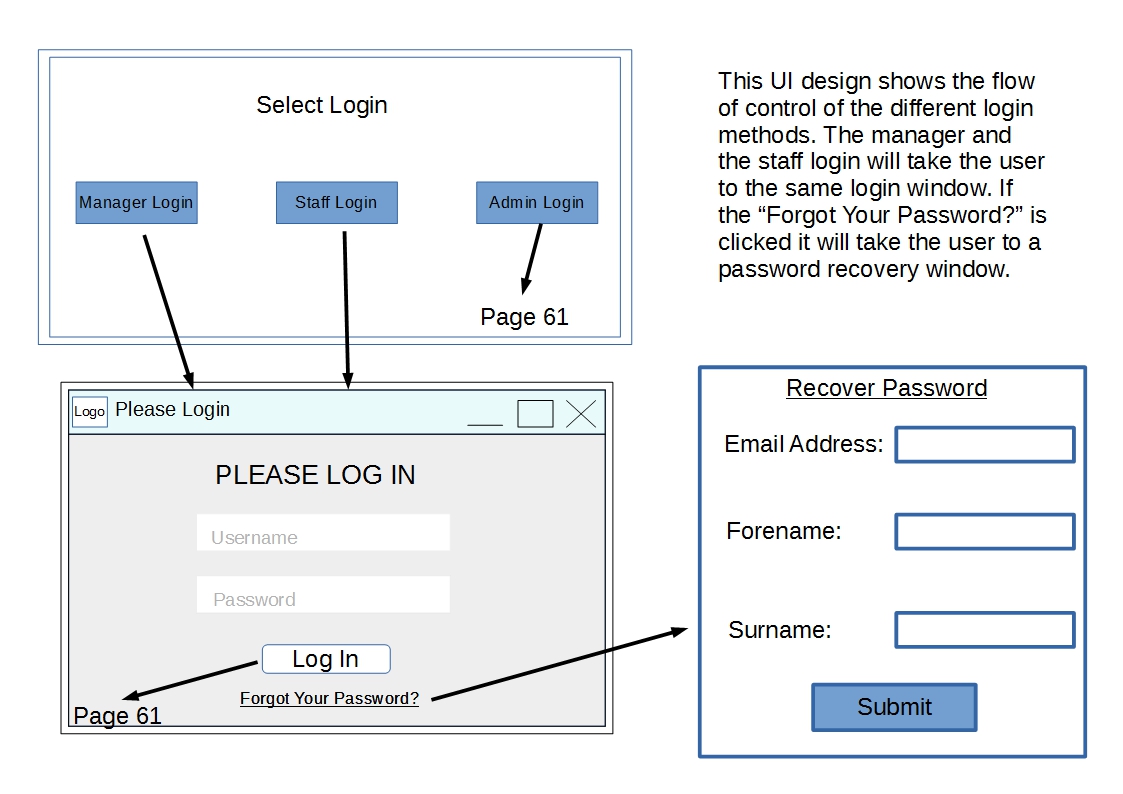 Select Login
Manager Login
Staff Login
Admin Login
Page 61
This UI design shows the flow
of control of the different login
methods. The manager and
the staff login will take the user
to the same login window. If
the “Forgot Your Password?” is
clicked it will take the user to a
password recovery window.
Logo
Please Login
PLEASE LOG IN
Username
Password
Log In
Forgot Your Password?
Page 61
Recover Password
Email Address:
Forename:
Surname:
Submit